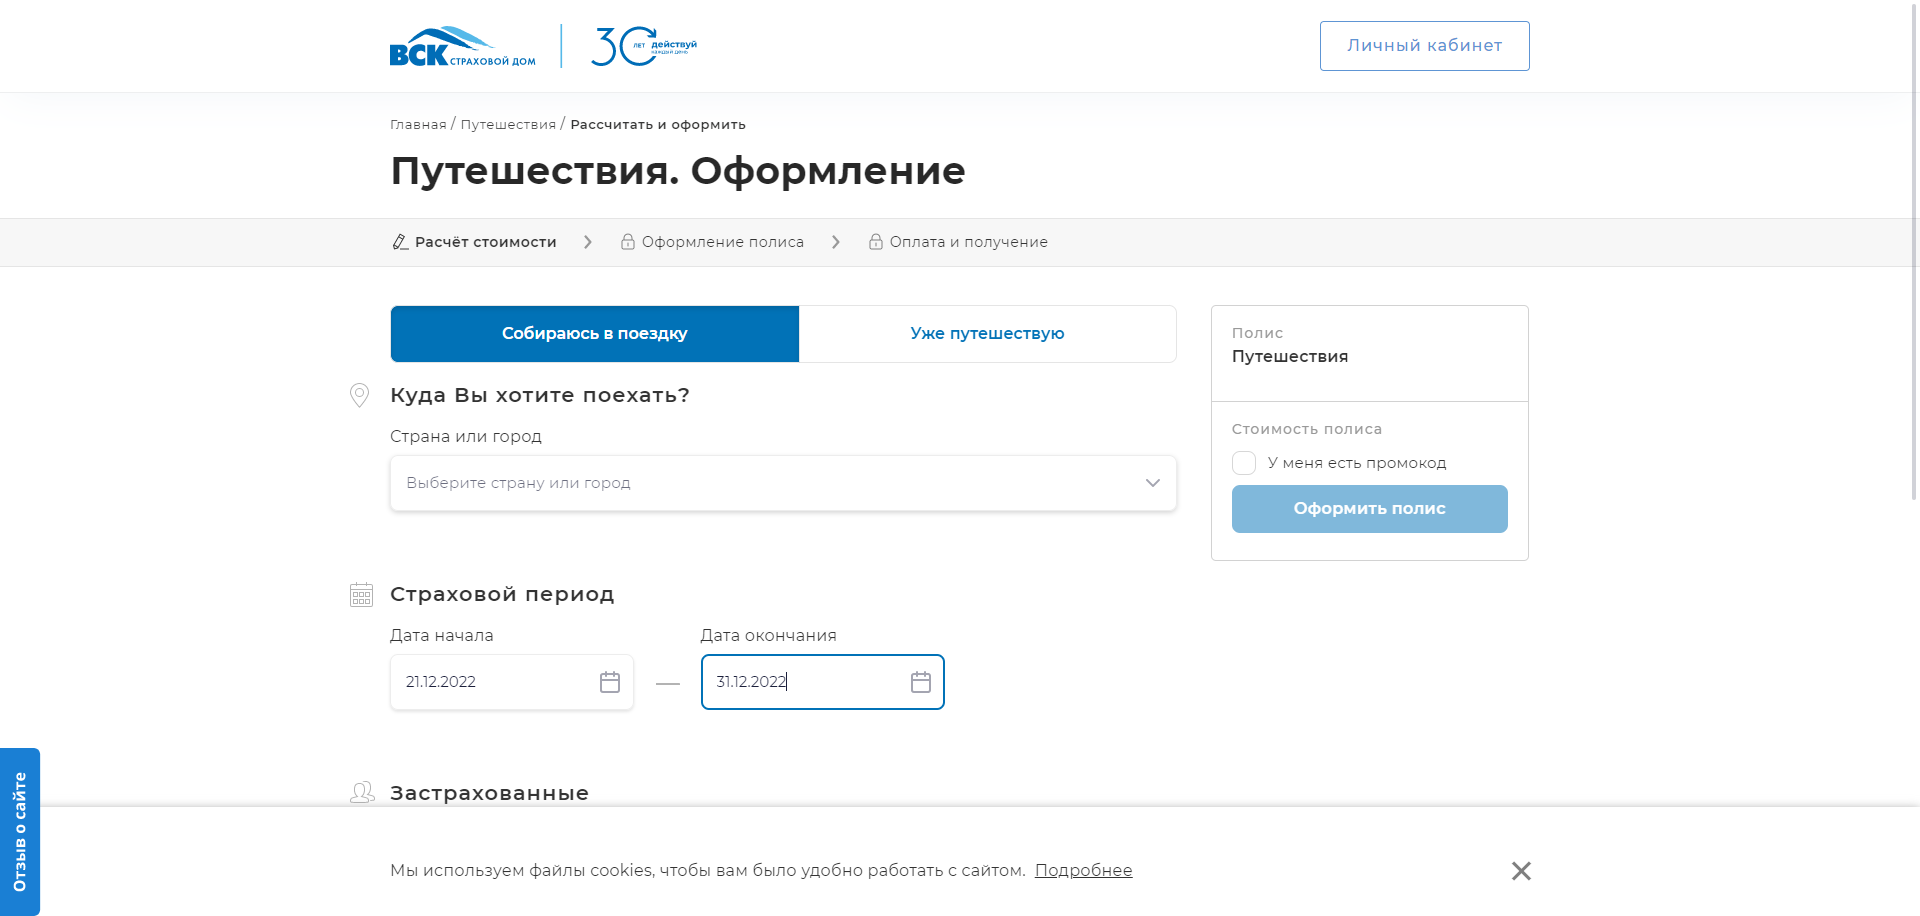 ВСК СТРАХОВОЙ ДОМ
30 ЛЕТ действуй каждый день
Личный кабинет
Главная / Путешествия / Рассчитать и оформить
Путешествия. Оформление
Расчёт стоимости
Оформление полиса
Оплата и получение
Собираюсь в поездку
Уже путешествую
Полис
Путешествия
Куда Вы хотите поехать?
Страна или город
Выберите страну или город
Стоимость полиса
У меня есть промокод
Оформить полис
Страховой период
Дата начала
Дата окончания
21.12.2022
—
31.12.2022
Застрахованные
Отзыв о сайте
Мы используем файлы cookies, чтобы вам было удобно работать с сайтом. Подробнее